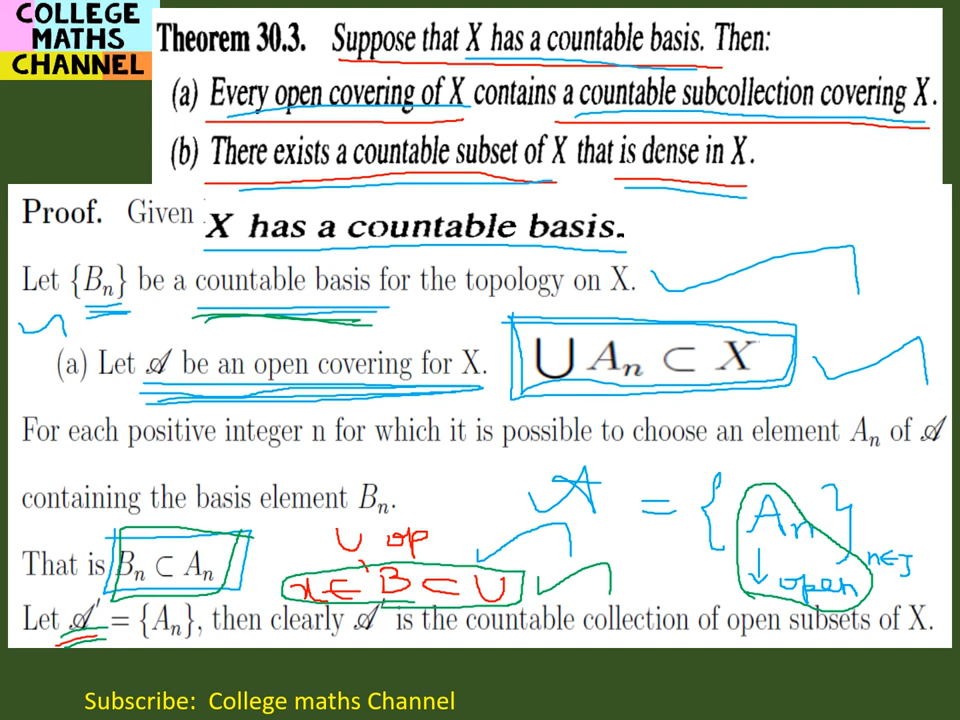 COLLEGE
MATHS
CHANNEL
Theorem 30.3. Suppose that X has a countable basis. Then:
(a) Every open covering of X contains a countable subcollection covering X.
(b) There exists a countable subset of X that is dense in X.
Proof. Given X has a countable basis.
Let {Bₙ} be a countable basis for the topology on X.
(a) Let 𝒜 be an open covering for X. ⋃ Aₙ ⊂ X
For each positive integer n for which it is possible to choose an element Aₙ of 𝒜
containing the basis element Bₙ.
𝒜 = {Aₙ}ₙ∈J
↓ open
That is Bₙ ⊂ Aₙ
U op
x ∈ B ⊂ U
Let 𝒜′ = {Aₙ}, then clearly 𝒜′ is the countable collection of open subsets of X.
Subscribe: College maths Channel